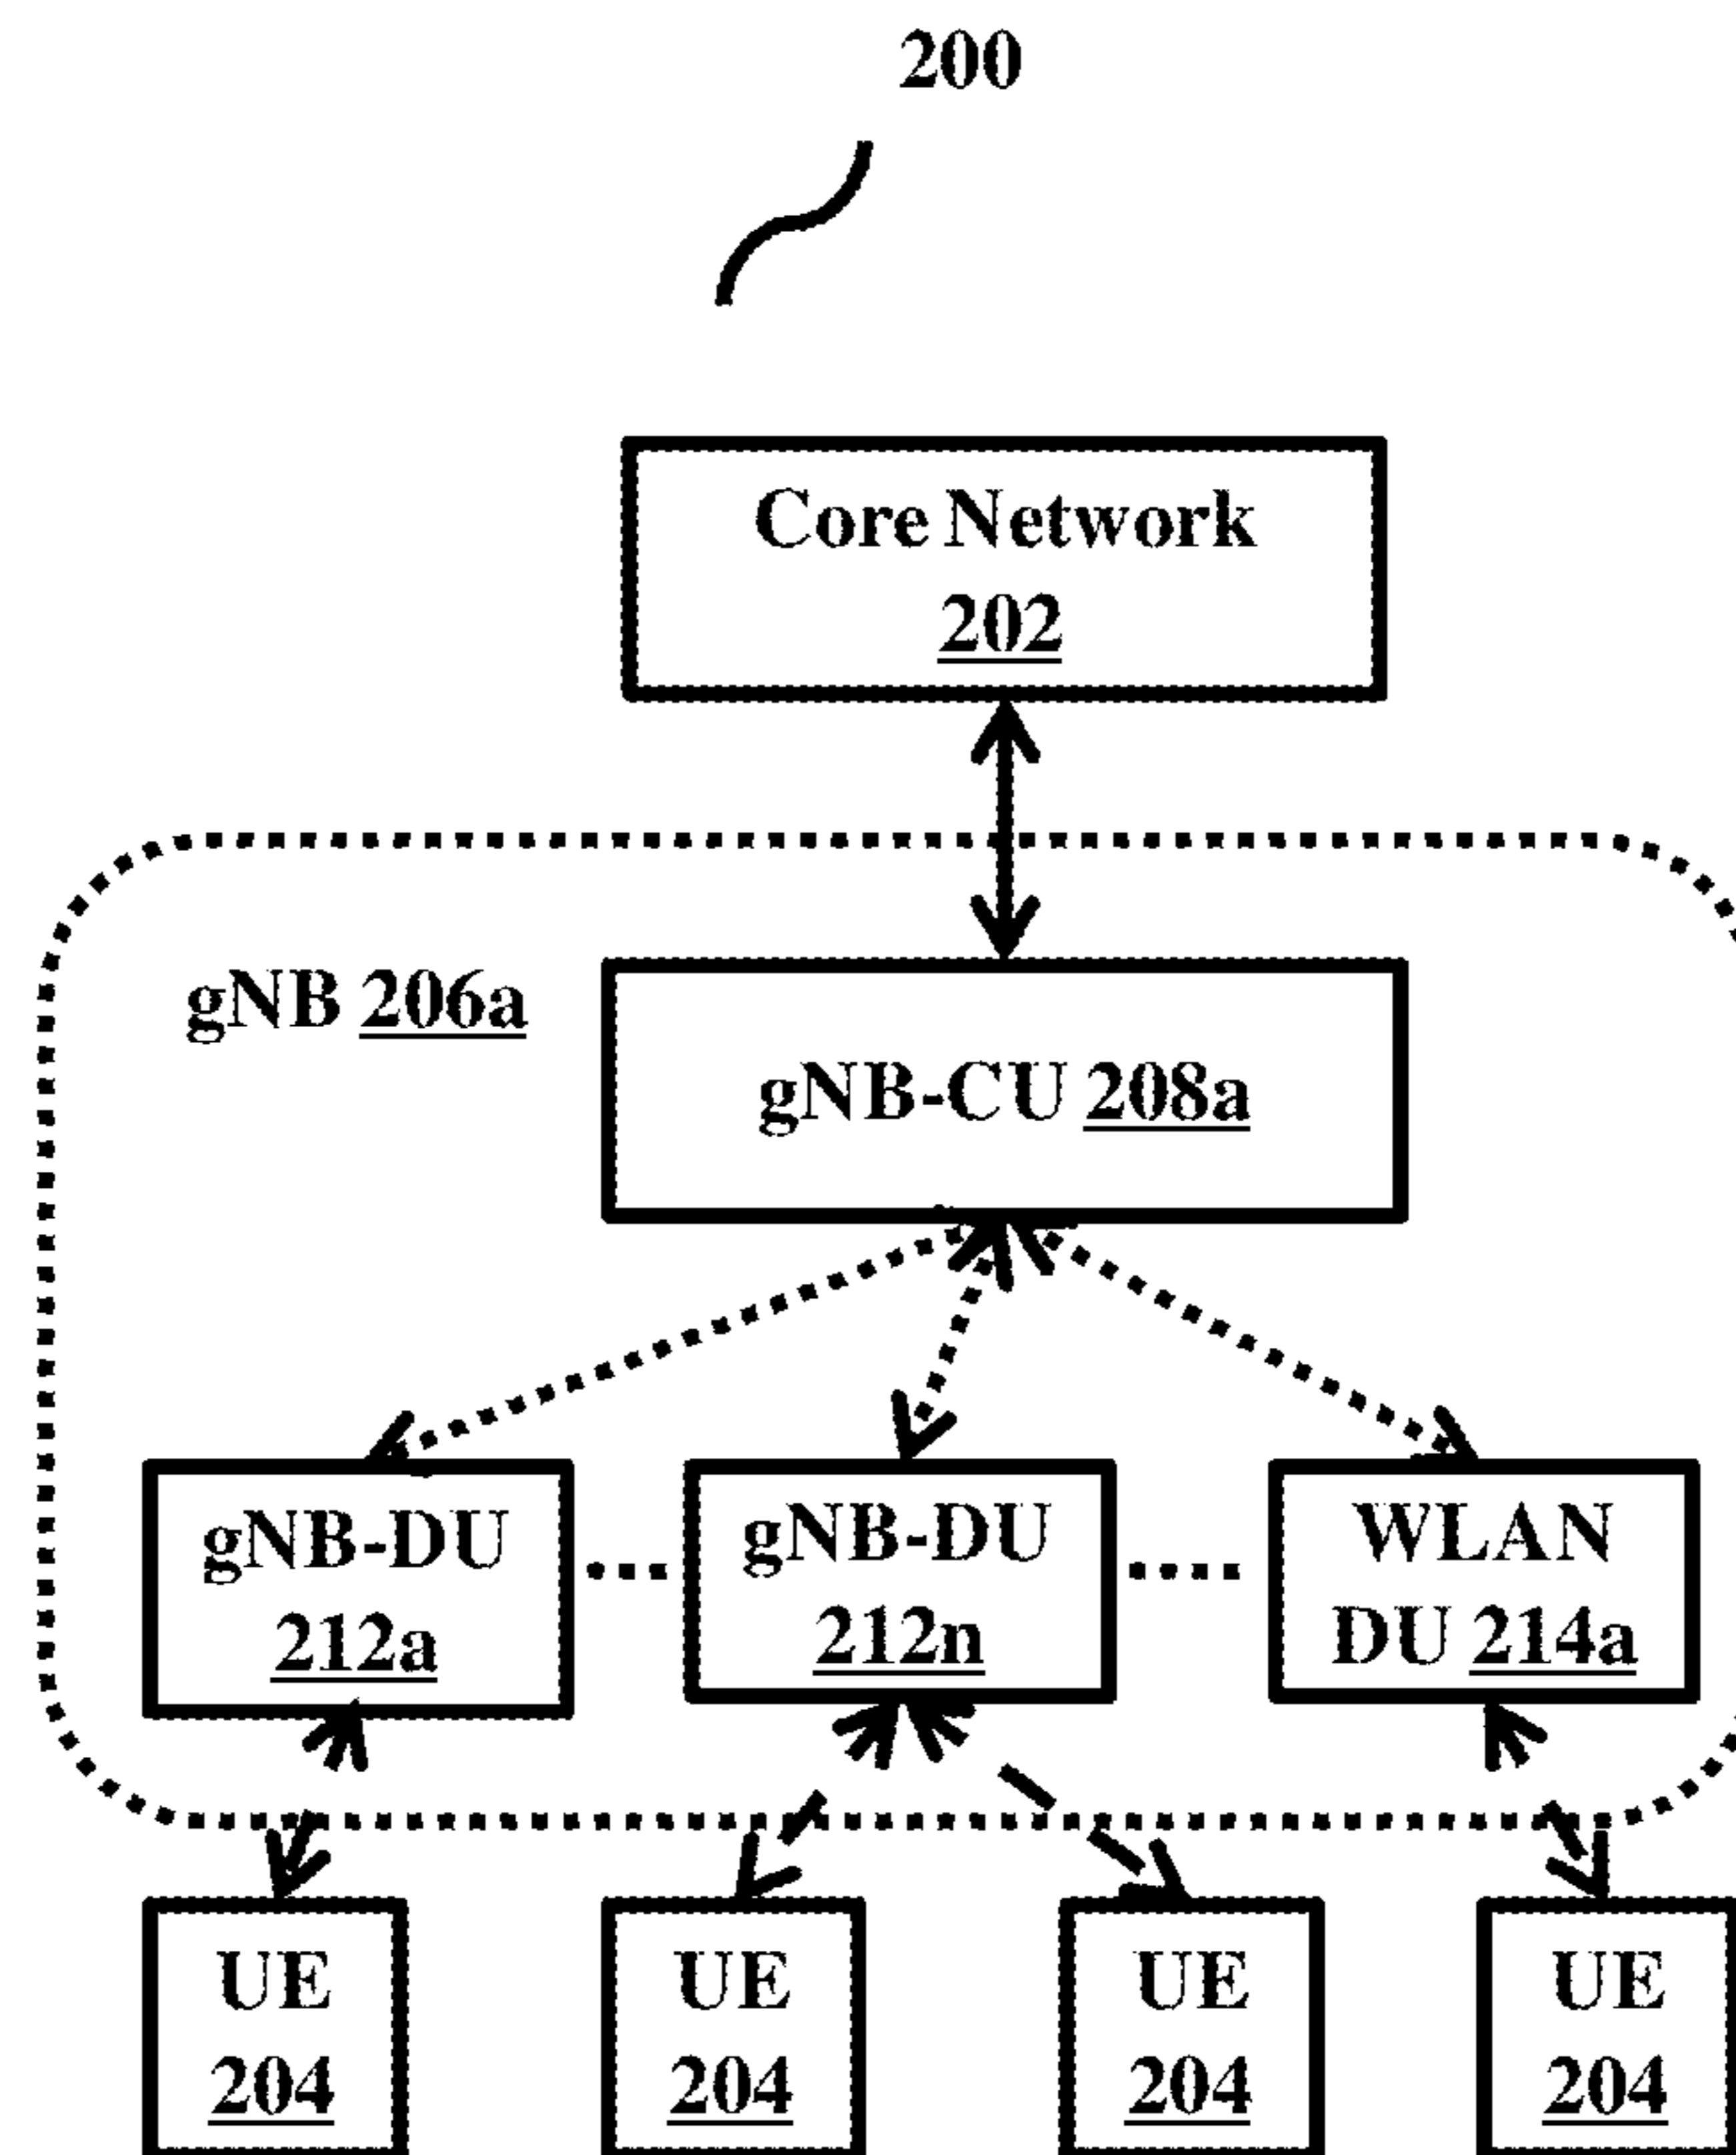 200
Core Network
202
gNB 206a
gNB-CU 208a
gNB-DU
212a
gNB-DU
212n
WLAN
DU 214a
UE
204
UE
204
UE
204
UE
204